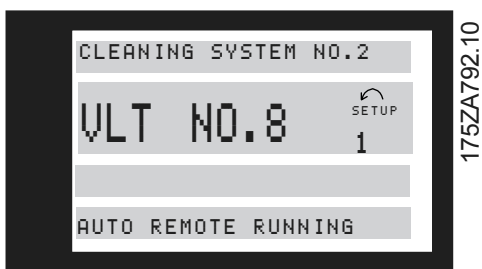 CLEANING SYSTEM NO.2
VLT NO.8
SETUP
1
AUTO REMOTE RUNNING
175ZA792.10